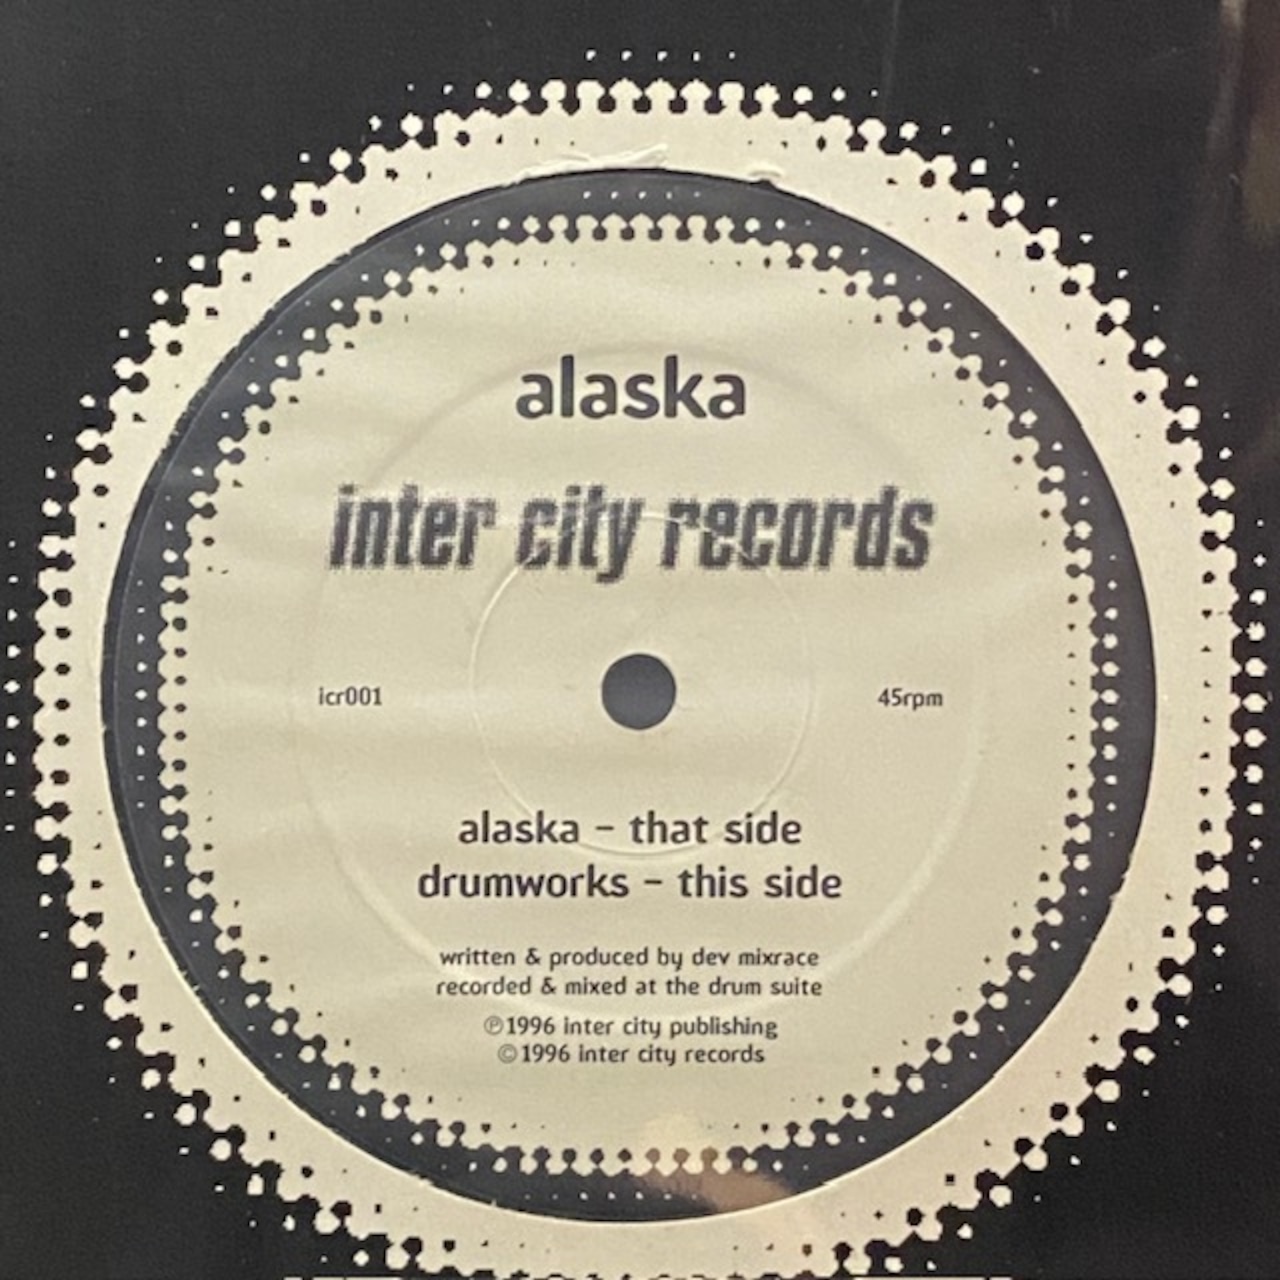 alaska
inter city records
icr001 45rpm
alaska - that side
drumworks - this side
written & produced by dev mixrace
recorded & mixed at the drum suite
℗1996 inter city publishing
©1996 inter city records